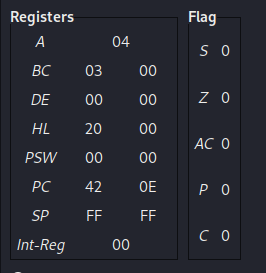 Registers
A 04
BC 03 00
DE 00 00
HL 20 00
PSW 00 00
PC 42 0E
SP FF FF
Int-Reg 00
Flag
S 0
Z 0
AC 0
P 0
C 0